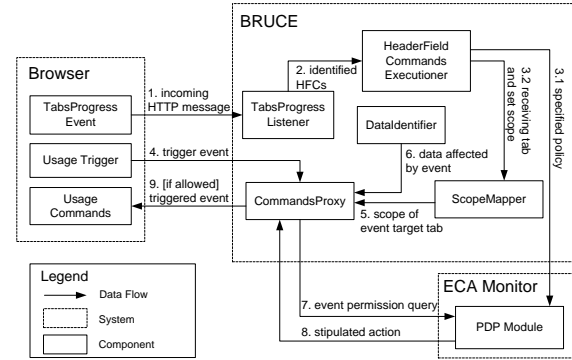 BRUCE
Browser
TabsProgress
Event
Usage Trigger
Usage
Commands
1. incoming
HTTP message
TabsProgress
Listener
2. identified
HFCs
HeaderField
Commands
Executioner
3.2 receiving tab
and set scope
3.1 specified policy
DataIdentifier
4. trigger event
6. data affected
by event
9. [if allowed]
triggered event
CommandsProxy
5. scope of
event target tab
ScopeMapper
Legend
Data Flow
System
Component
ECA Monitor
7. event permission query
8. stipulated action
PDP Module